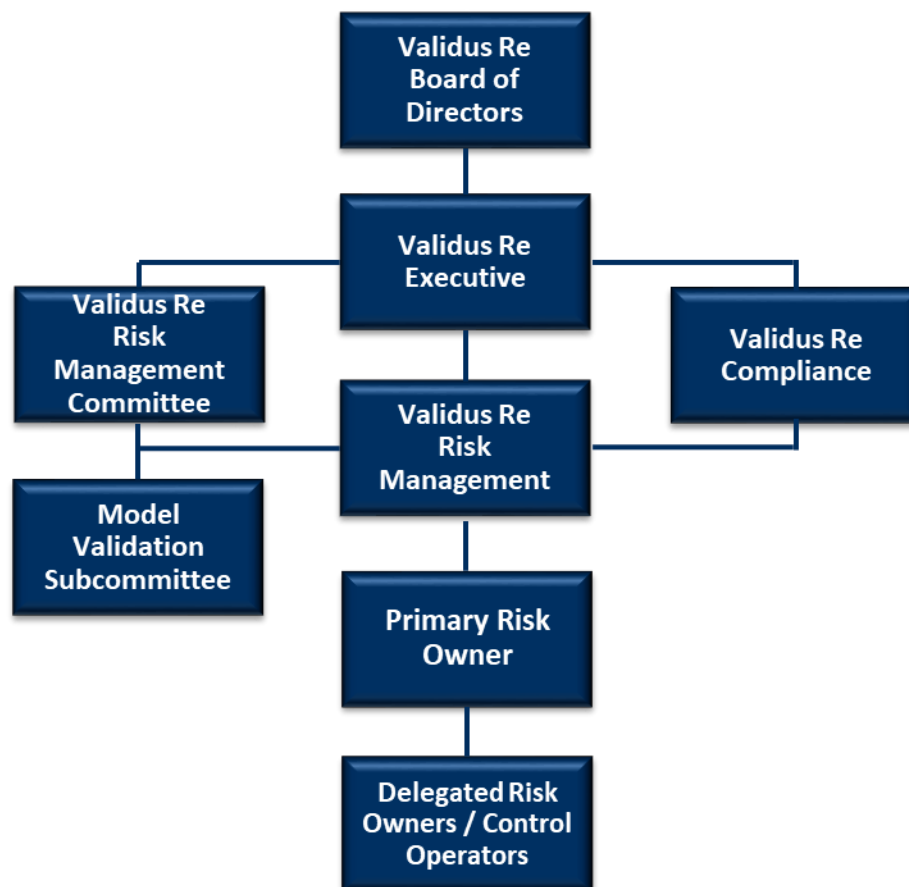 Validus Re
Board of
Directors
Validus Re
Executive
Validus Re
Risk
Management
Committee
Validus Re
Compliance
Validus Re
Risk
Management
Model
Validation
Subcommittee
Primary Risk
Owner
Delegated Risk
Owners / Control
Operators